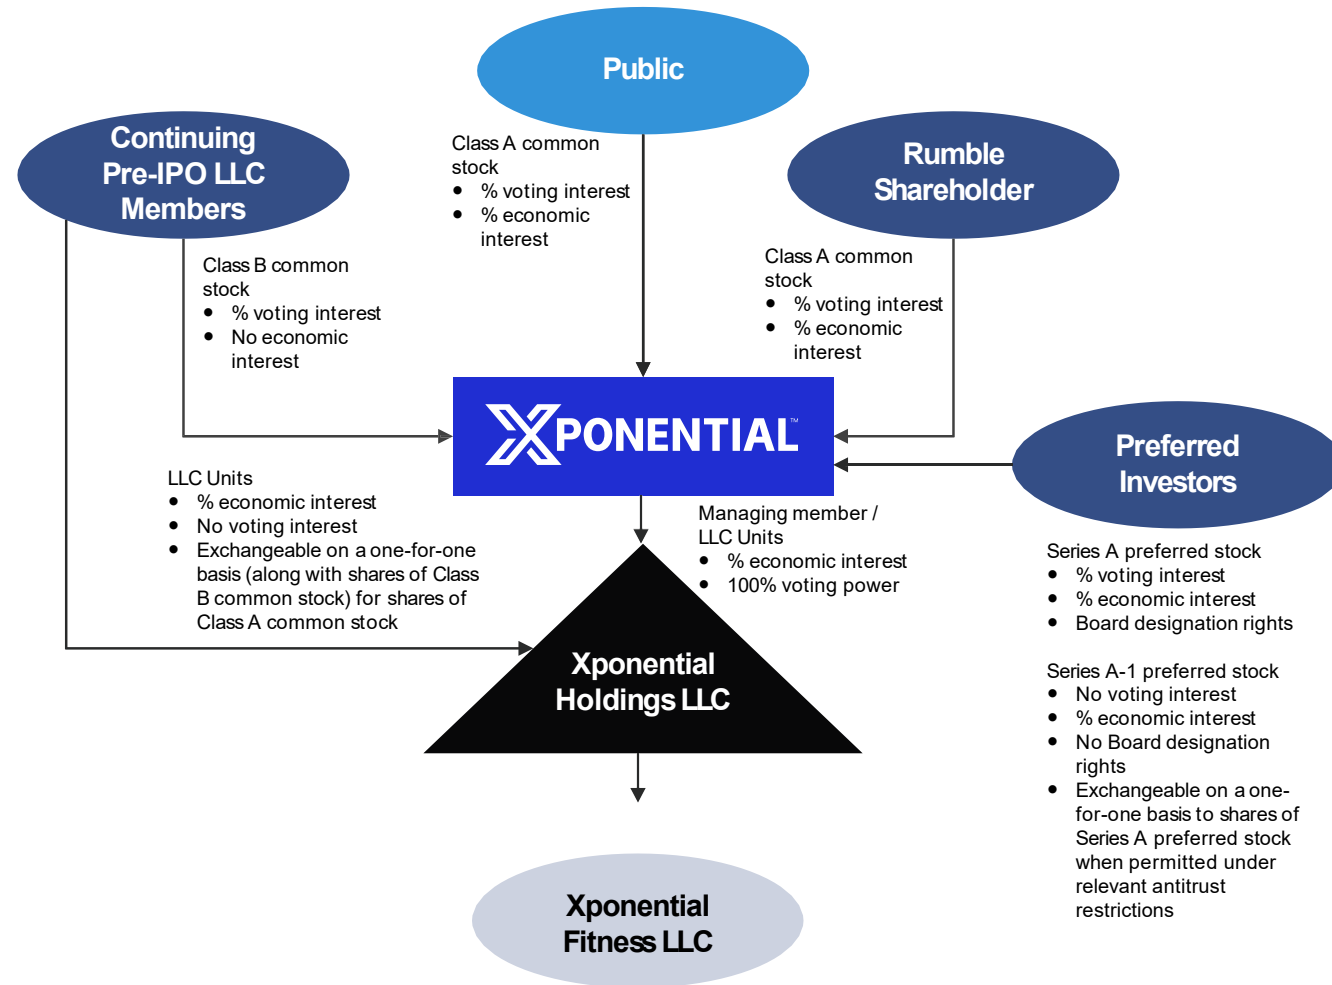 Public
Continuing
Pre-IPO LLC
Members
Class A common
stock
• % voting interest
• % economic
interest
Rumble
Shareholder
Class B common
stock
• % voting interest
• No economic
interest
Class A common
stock
• % voting interest
• % economic
interest
XPONENTIAL™
Preferred
Investors
LLC Units
• % economic interest
• No voting interest
• Exchangeable on a one-for-one
basis (along with shares of Class
B common stock) for shares of
Class A common stock
Managing member /
LLC Units
• % economic interest
• 100% voting power
Series A preferred stock
• % voting interest
• % economic interest
• Board designation rights
Series A-1 preferred stock
• No voting interest
• % economic interest
• No Board designation
rights
• Exchangeable on a one-
for-one basis to shares of
Series A preferred stock
when permitted under
relevant antitrust
restrictions
Xponential
Holdings LLC
Xponential
Fitness LLC